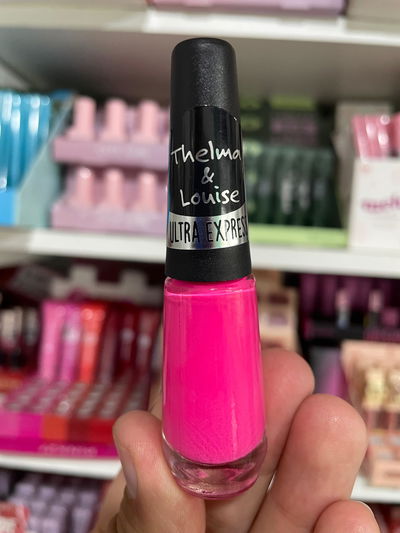 Thelma
&
Louise
ULTRA EXPRESS